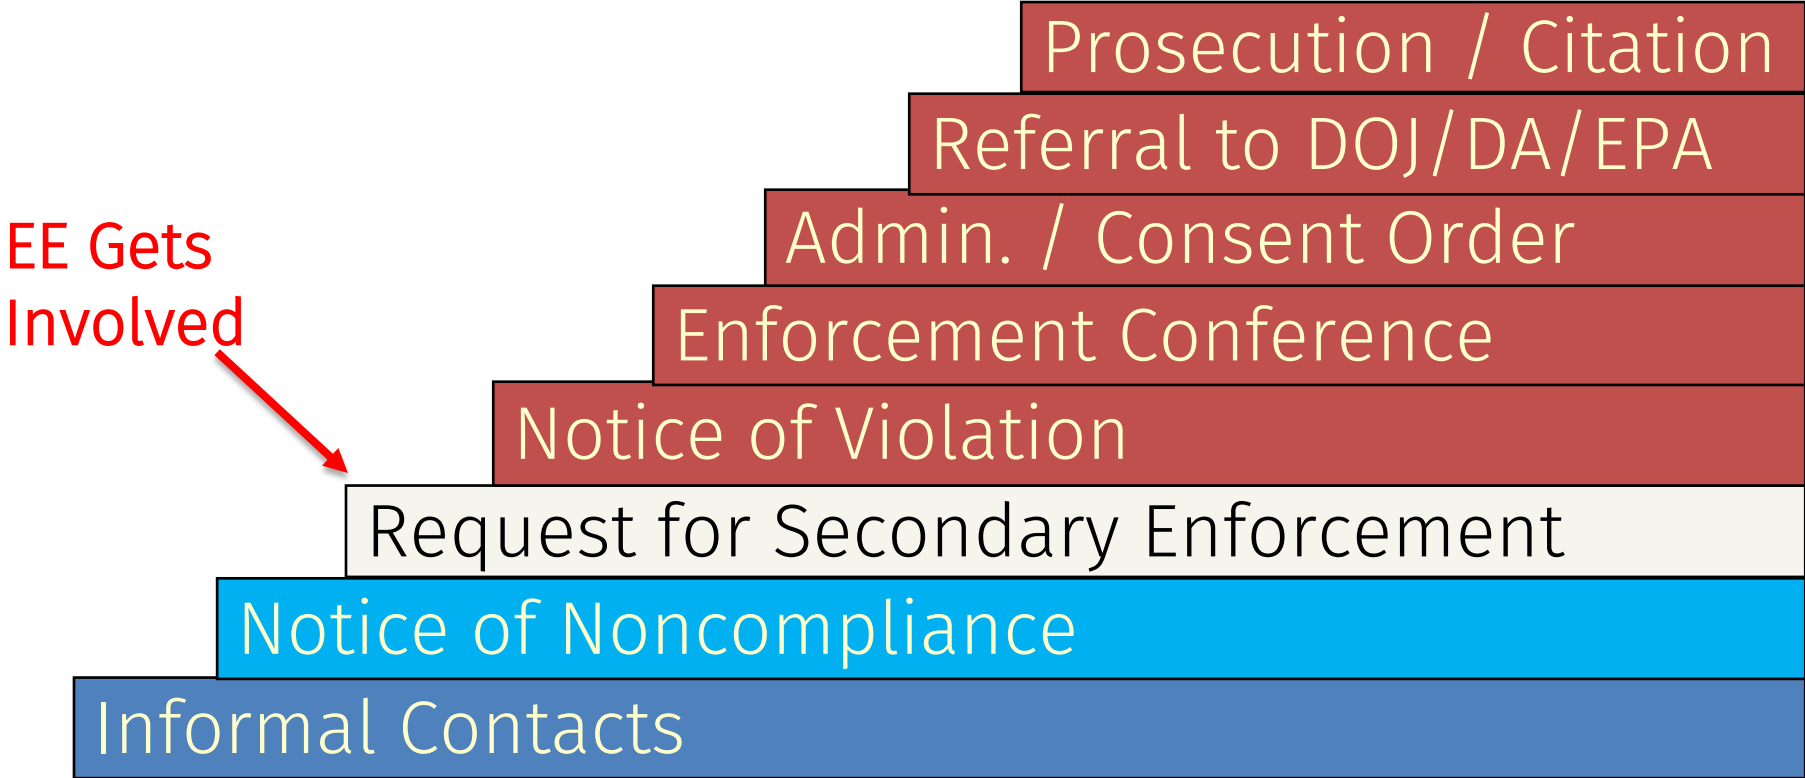 Prosecution / Citation
Referral to DOJ/DA/EPA
Admin. / Consent Order
EE Gets
Involved
Enforcement Conference
Notice of Violation
Request for Secondary Enforcement
Notice of Noncompliance
Informal Contacts